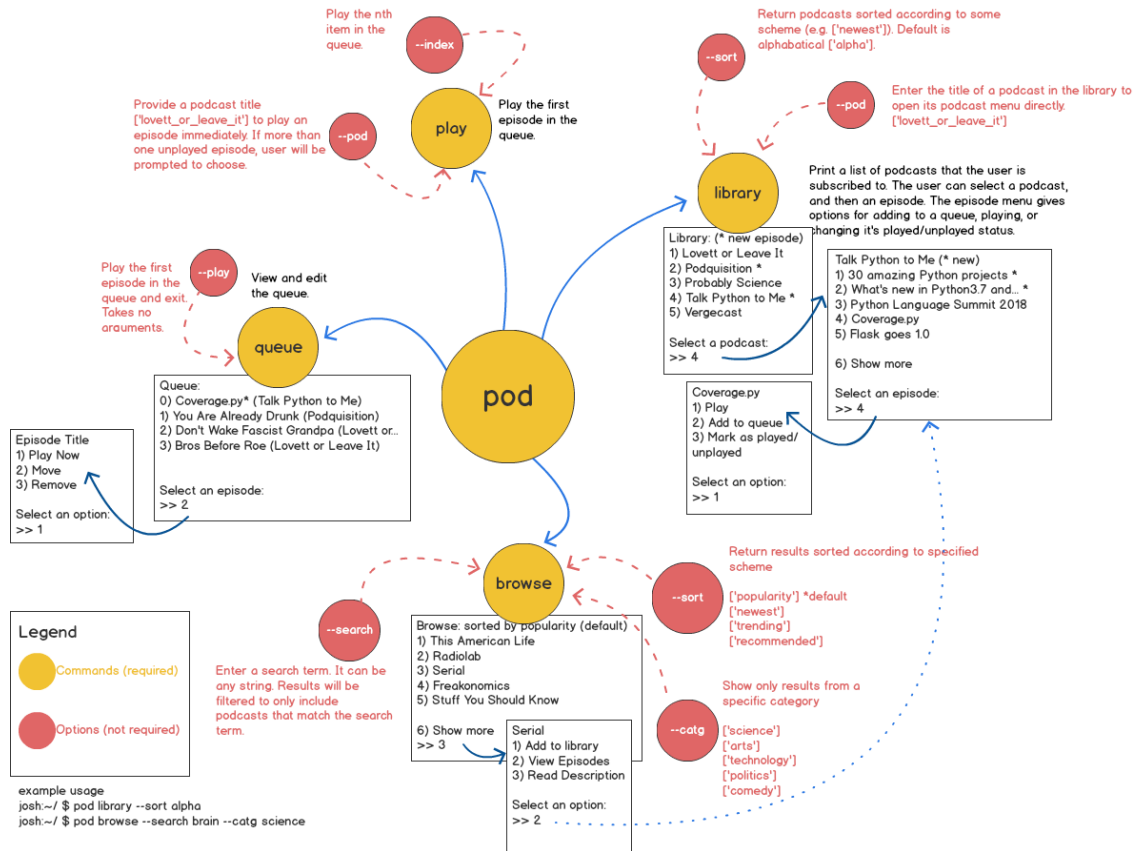 Play the nth
item in the
queue.
--index
Provide a podcast title
['lovett_or_leave_it'] to play an
episode immediately. If more than
one unplayed episode, user will be
prompted to choose.
--pod
play
Play the first
episode in the
queue.
Return podcasts sorted according to some
scheme (e.g. ['newest']). Default is
alphabatical ['alpha'].
--sort
Enter the title of a podcast in the library to
open its podcast menu directly.
['lovett_or_leave_it']
--pod
library
Print a list of podcasts that the user is
subscribed to. The user can select a podcast,
and then an episode. The episode menu gives
options for adding to a queue, playing, or
changing it's played/unplayed status.
Library: (* new episode)
1) Lovett or Leave It
2) Podquisition *
3) Probably Science
4) Talk Python to Me *
5) Vergecast
Select a podcast:
>> 4
Talk Python to Me (* new)
1) 30 amazing Python projects *
2) What's new in Python3.7 and... *
3) Python Language Summit 2018
4) Coverage.py
5) Flask goes 1.0
6) Show more
Select an episode:
>> 4
Coverage.py
1) Play
2) Add to queue
3) Mark as played/
unplayed
Select an option:
>> 1
Play the first
episode in the
queue and exit.
Takes no
arguments.
--play
View and edit
the queue.
queue
Queue:
0) Coverage.py* (Talk Python to Me)
1) You Are Already Drunk (Podquisition)
2) Don't Wake Fascist Grandpa (Lovett or...
3) Bros Before Roe (Lovett or Leave It)
Select an episode:
>> 2
Episode Title
1) Play Now
2) Move
3) Remove
Select an option:
>> 1
pod
browse
--search
Enter a search term. It can be
any string. Results will be
filtered to only include
podcasts that match the search
term.
Browse: sorted by popularity (default)
1) This American Life
2) Radiolab
3) Serial
4) Freakonomics
5) Stuff You Should Know
6) Show more
>> 3
Serial
1) Add to library
2) View Episodes
3) Read Description
Select an option:
>> 2
Return results sorted according to specified
scheme
--sort
['popularity'] *default
['newest']
['trending']
['recommended']
Show only results from a
specific category
--catg
['science']
['arts']
['technology']
['politics']
['comedy']
Legend
Commands (required)
Options (not required)
example usage
josh:~/ $ pod library --sort alpha
josh:~/ $ pod browse --search brain --catg science